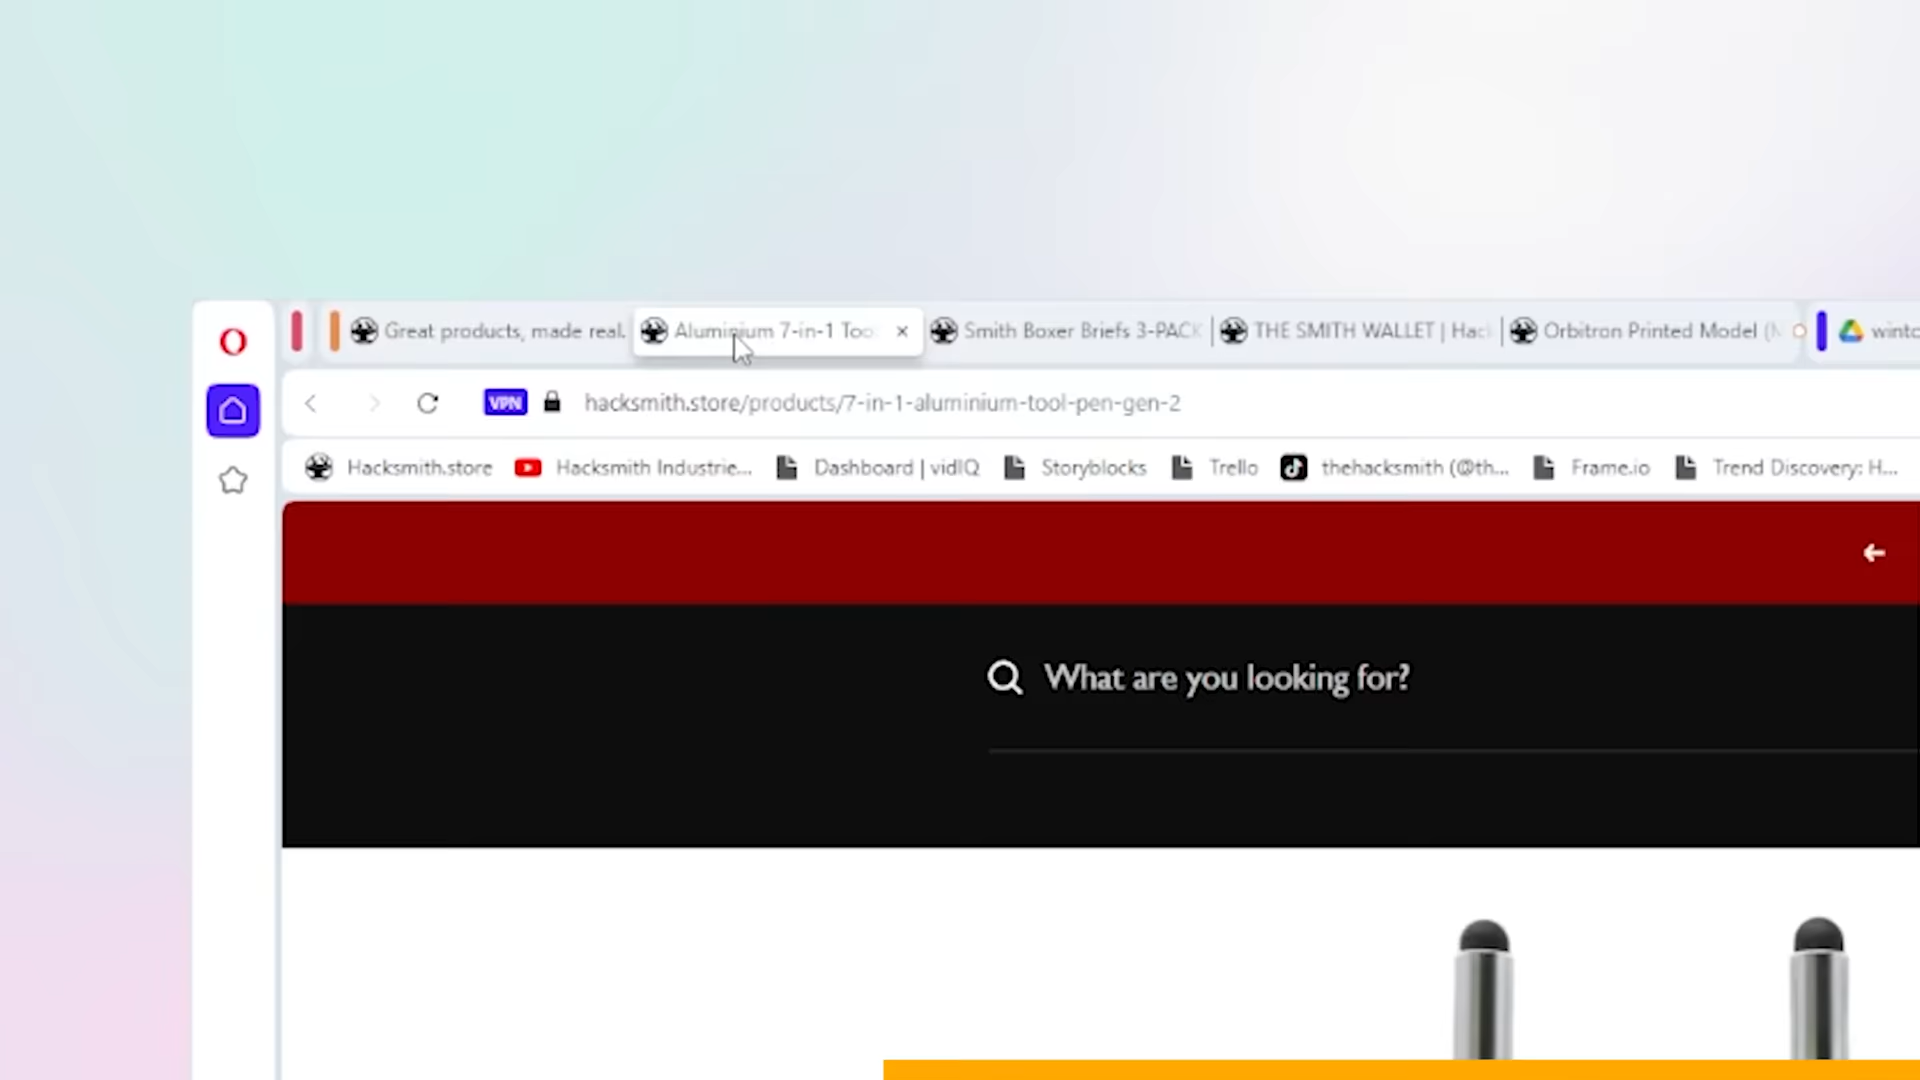 Great products, made real.
Aluminium 7-in-1 Too
Smith Boxer Briefs 3-PACK
THE SMITH WALLET | Hac
Orbitron Printed Model (
VPN
hacksmith.store/products/7-in-1-aluminium-tool-pen-gen-2
Hacksmith.store
Hacksmith Industrie...
Dashboard | vidIQ
Storyblocks
Trello
thehacksmith (@th...
Frame.io
Trend Discovery: H...
What are you looking for?